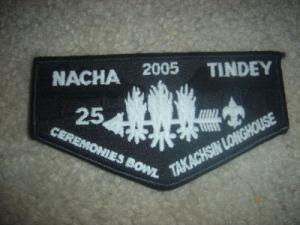 NACHA 2005 TINDEY
25
CEREMONIES BOWL TAKACHSIN LONGHOUSE